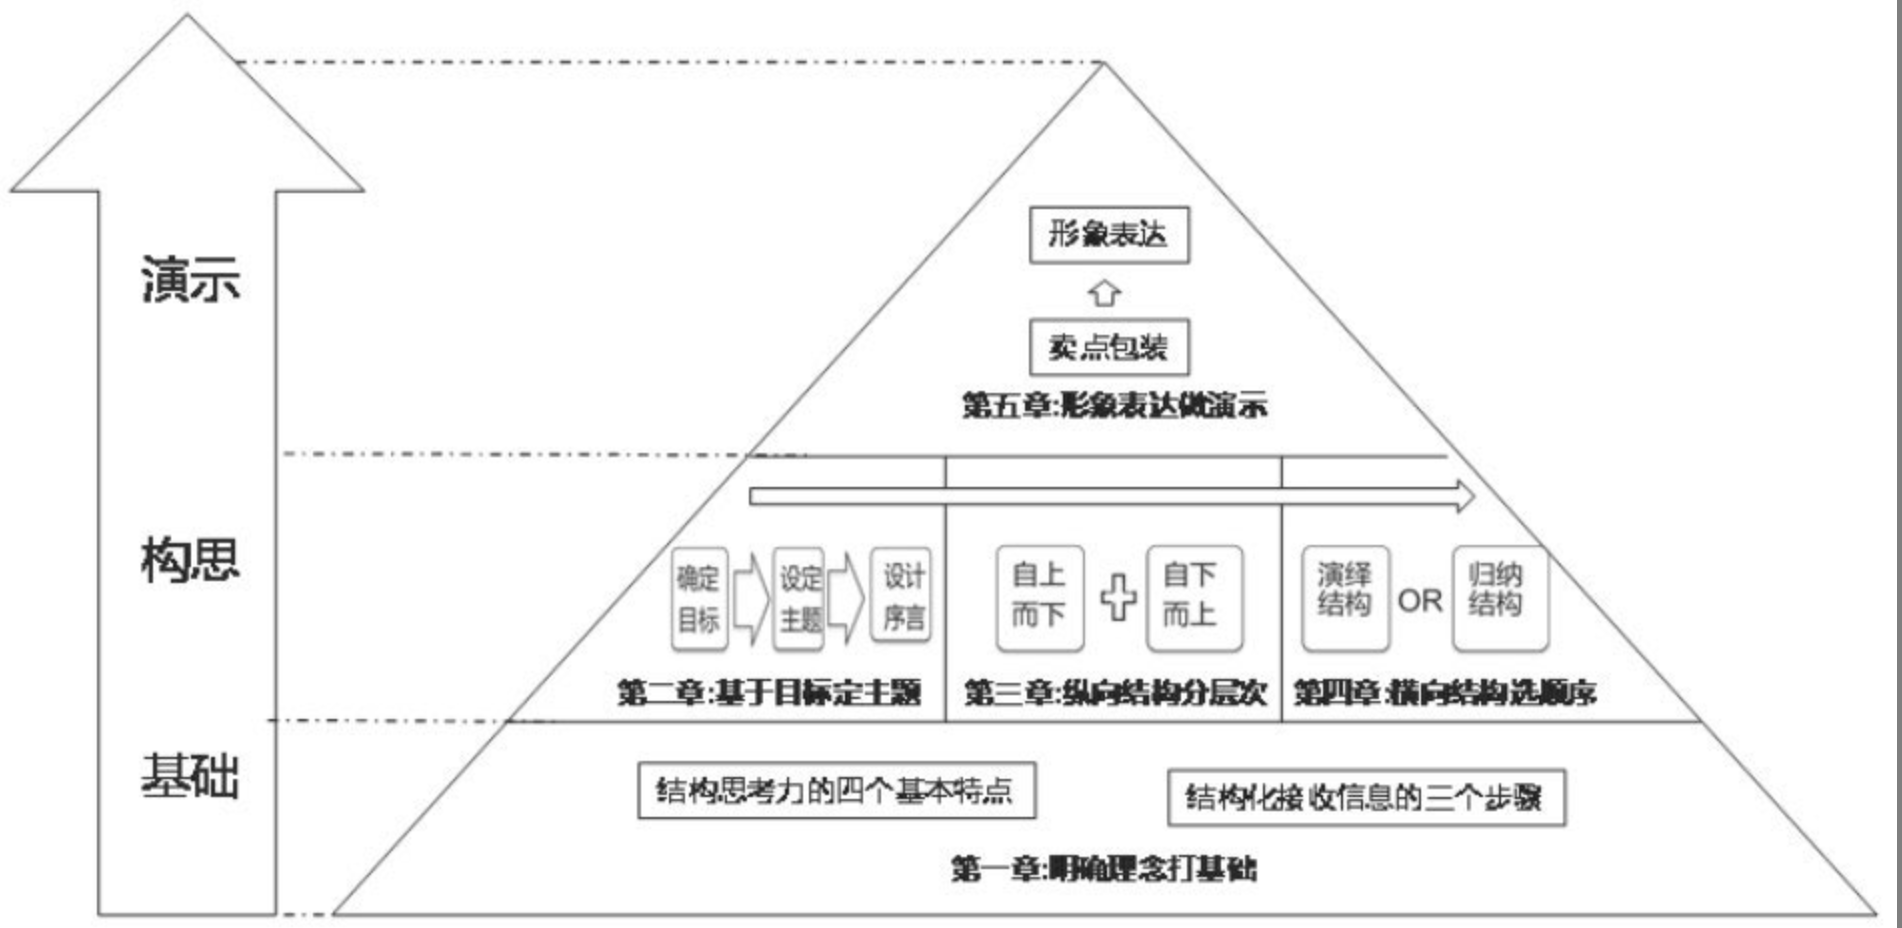 演示
形象表达
卖点包装
第五章:形象表达做演示
构思
确定
目标
设定
主题
设计
序言
第二章:基于目标定主题
自上
而下
自下
而上
第三章:纵向结构分层次
演绎
结构
OR
归纳
结构
第四章:横向结构选顺序
基础
结构思考力的四个基本特点
结构化接收信息的三个步骤
第一章:明确理念打基础